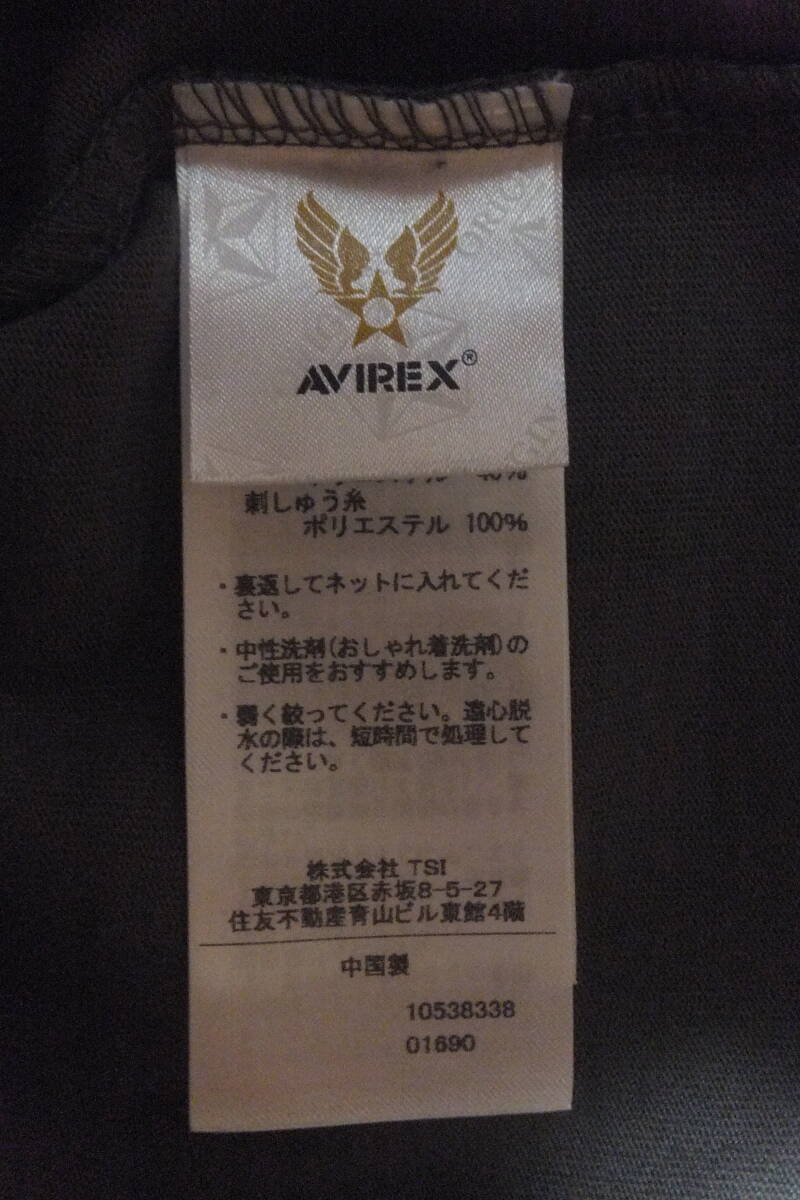 AVIREX®
40%
刺しゅう糸
ポリエステル 100%
・裏返してネットに入れてくだ
さい。
・中性洗剤(おしゃれ着洗剤)の
ご使用をおすすめします。
・弱く絞ってください。遠心脱
水の際は、短時間で処理して
ください。
株式会社 TSI
東京都港区赤坂8-5-27
住友不動産青山ビル東館4階
中国製
10538338
01690